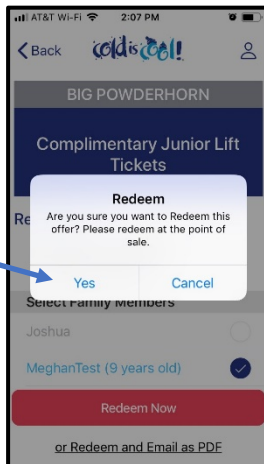 AT&T Wi-Fi 2:07 PM
Back cold is cool!
BIG POWDERHORN
Complimentary Junior Lift
Tickets
Redeem
Are you sure you want to Redeem this
offer? Please redeem at the point of
sale.
Yes Cancel
Re
Select Family Members
Joshua
MeghanTest (9 years old)
Redeem Now
or Redeem and Email as PDF